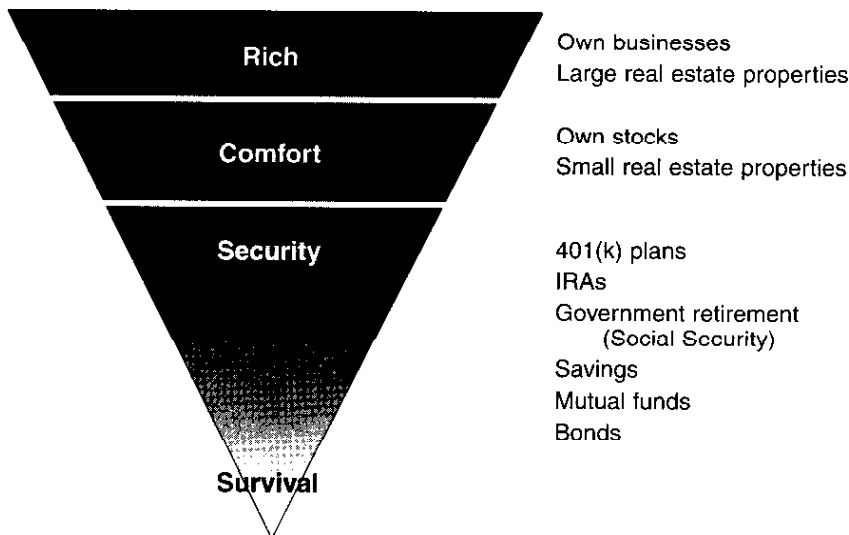 Rich
Own businesses
Large real estate properties
Comfort
Own stocks
Small real estate properties
Security
401(k) plans
IRAs
Government retirement
(Social Security)
Savings
Mutual funds
Bonds
Survival